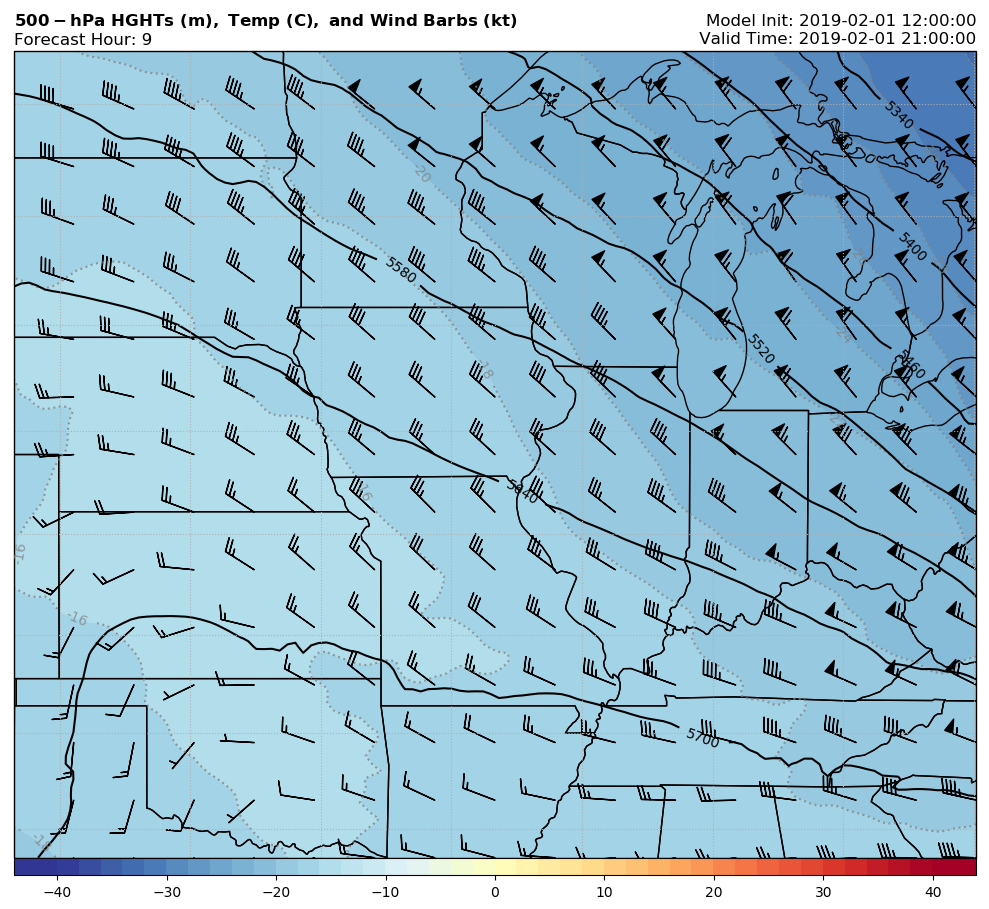 500 − hPa HGHTs (m), Temp (C), and Wind Barbs (kt)
Model Init: 2019-02-01 12:00:00
Forecast Hour: 9
Valid Time: 2019-02-01 21:00:00
5340
-20
5400
5580
5520
5460
-18
5640
-16
-16
-16
5700
−40 −30 −20 −10 0 10 20 30 40